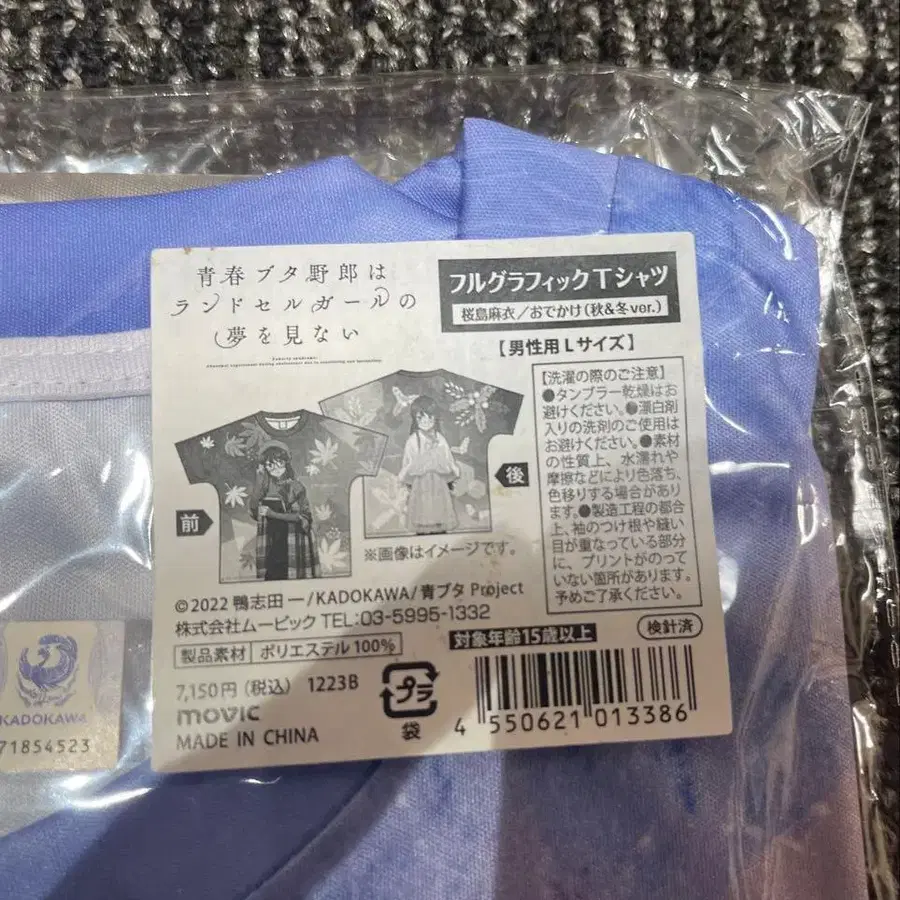 青春ブタ野郎は
ランドセルガールの
夢を見ない
フルグラフィックTシャツ
桜島麻衣/おでかけ(秋&冬ver.)
【男性用Lサイズ】
【洗濯の際のご注意】
●タンブラー乾燥はお
避けください。●漂白剤
入りの洗剤のご使用は
お避けください。●素材
の性質上、水濡れや
摩擦などにより色落ち、
色移りする場合があり
ます。●製造工程の都合
上、袖のつけ根や縫い
目が重なっている部分
に、プリントがのって
いない箇所があります。
予めご了承ください。
前
後
※画像はイメージです。
©2022 鴨志田 一/KADOKAWA/青ブタ Project
株式会社ムービック TEL:03-5995-1332
製品素材 ポリエステル100%
対象年齢15歳以上
検計済
7,150円(税込) 1223B
movic
MADE IN CHINA
プラ
袋
4 550621 013386
KADOKAWA
71854523